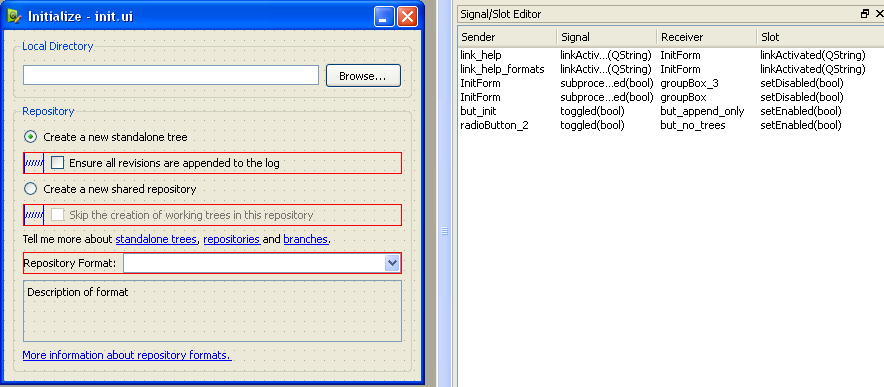 Initialize - init.ui
Local Directory
Browse...
Repository
Create a new standalone tree
Ensure all revisions are appended to the log
Create a new shared repository
Skip the creation of working trees in this repository
Tell me more about standalone trees, repositories and branches.
Repository Format:
Description of format
More information about repository formats.
Signal/Slot Editor
Sender Signal Receiver Slot
link_help linkActiv...(QString) InitForm linkActivated(QString)
link_help_formats linkActiv...(QString) InitForm linkActivated(QString)
InitForm subproce...ed(bool) groupBox_3 setDisabled(bool)
InitForm subproce...ed(bool) groupBox setDisabled(bool)
but_init toggled(bool) but_append_only setEnabled(bool)
radioButton_2 toggled(bool) but_no_trees setEnabled(bool)